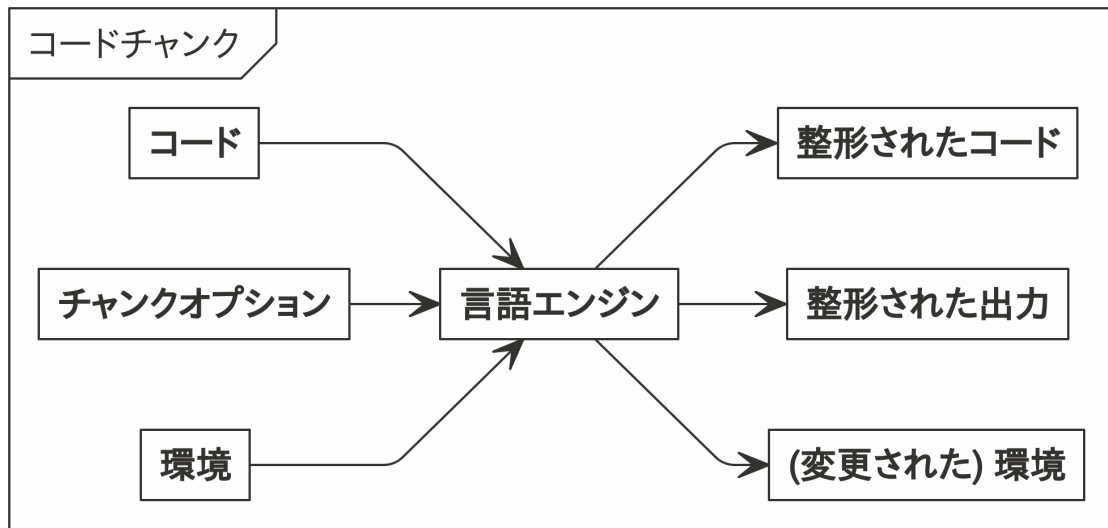 コードチャンク
コード
整形されたコード
チャンクオプション
言語エンジン
整形された出力
環境
(変更された) 環境